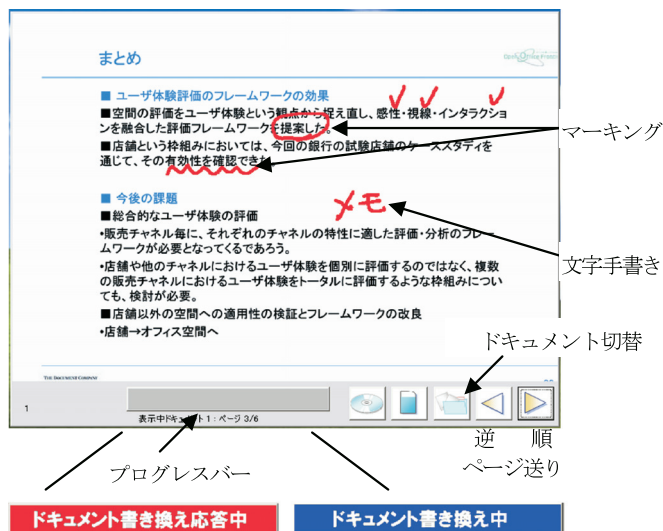 まとめ
■ ユーザ体験評価のフレームワークの効果
■空間の評価をユーザ体験という観点から捉え直し、感性・視線・インタラクショ
ンを融合した評価フレームワークを提案した。
マーキング
■店舗という枠組みにおいては、今回の銀行の試験店舗のケーススタディを
通じて、その有効性を確認できた。
■ 今後の課題
メモ
■総合的なユーザ体験の評価
•販売チャネル毎に、それぞれのチャネルの特性に適した評価・分析のフレー
ムワークが必要となってくるであろう。
文字手書き
•店舗や他のチャネルにおけるユーザ体験を個別に評価するのではなく、複数
の販売チャネルにおけるユーザ体験をトータルに評価するような枠組みについ
ても、検討が必要。
■店舗以外の空間への適用性の検証とフレームワークの改良
•店舗→オフィス空間へ
ドキュメント切替
THE DOCUMENT COMPANY
1
表示中ドキュメント 1 : ページ 3/6
逆 順
プログレスバー
ページ送り
ドキュメント書き換え応答中
ドキュメント書き換え中